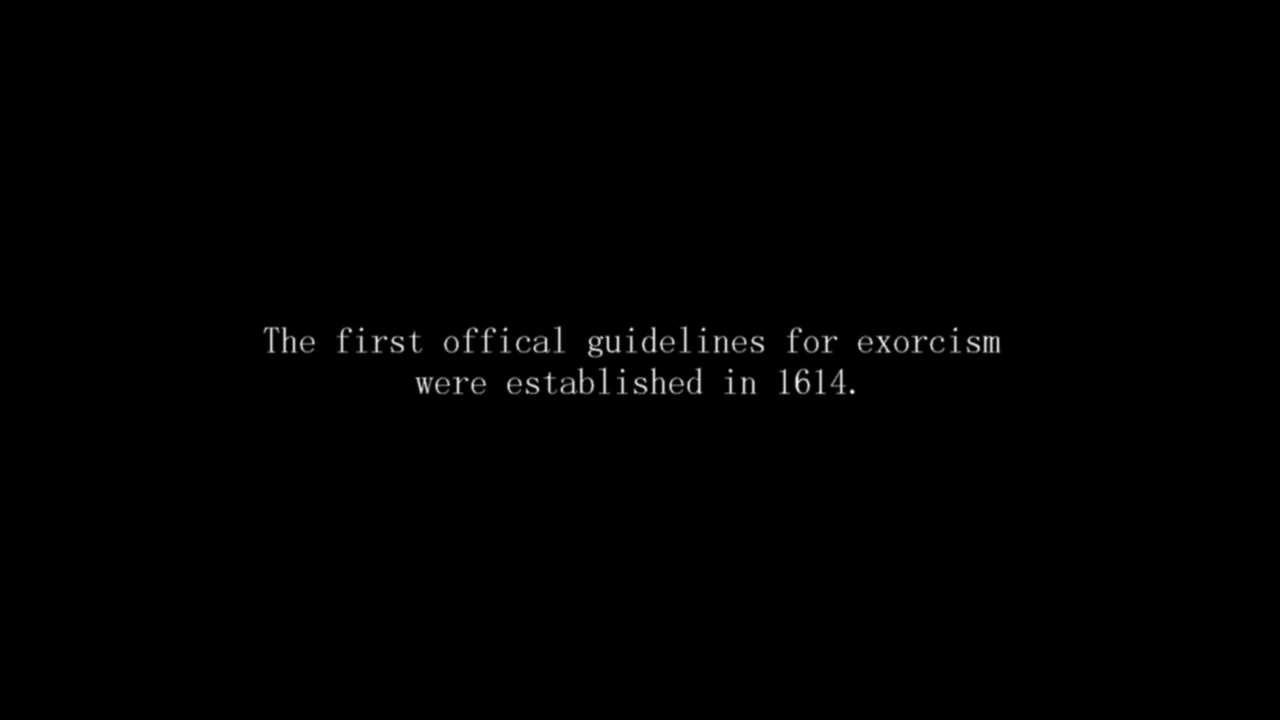 The first offical guidelines for exorcism
were established in 1614.